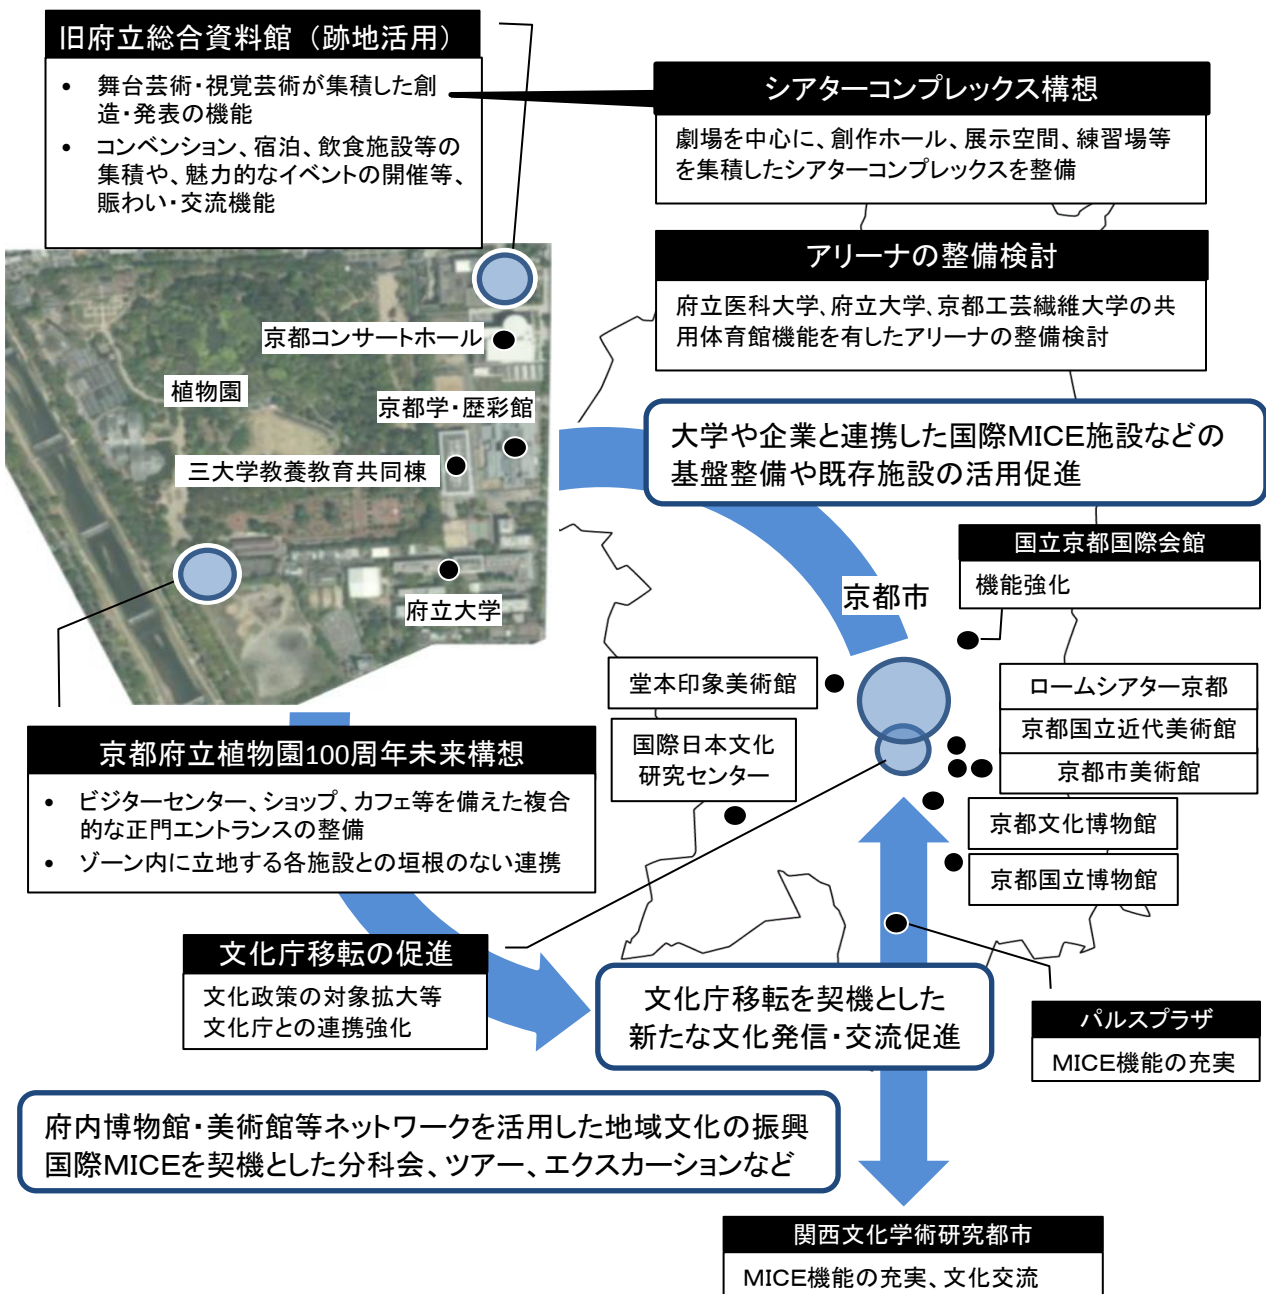 旧府立総合資料館（跡地活用）
• 舞台芸術・視覚芸術が集積した創
造・発表の機能
• コンベンション、宿泊、飲食施設等の
集積や、魅力的なイベントの開催等、
賑わい・交流機能
シアターコンプレックス構想
劇場を中心に、創作ホール、展示空間、練習場等
を集積したシアターコンプレックスを整備
アリーナの整備検討
府立医科大学、府立大学、京都工芸繊維大学の共
用体育館機能を有したアリーナの整備検討
京都コンサートホール
植物園
京都学・歴彩館
三大学教養教育共同棟
府立大学
大学や企業と連携した国際MICE施設などの
基盤整備や既存施設の活用促進
国立京都国際会館
機能強化
京都市
堂本印象美術館
国際日本文化
研究センター
ロームシアター京都
京都国立近代美術館
京都市美術館
京都文化博物館
京都国立博物館
京都府立植物園100周年未来構想
• ビジターセンター、ショップ、カフェ等を備えた複合
的な正門エントランスの整備
• ゾーン内に立地する各施設との垣根のない連携
文化庁移転の促進
文化政策の対象拡大等
文化庁との連携強化
文化庁移転を契機とした
新たな文化発信・交流促進
パルスプラザ
MICE機能の充実
府内博物館・美術館等ネットワークを活用した地域文化の振興
国際MICEを契機とした分科会、ツアー、エクスカーションなど
関西文化学術研究都市
MICE機能の充実、文化交流